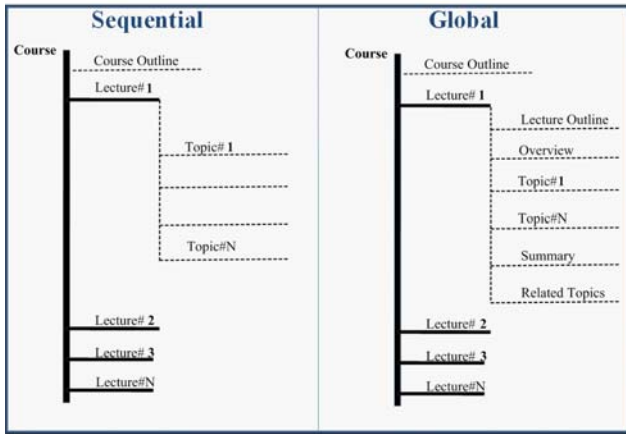 Sequential
Course
Course Outline
Lecture# 1
Topic# 1
Topic#N
Lecture# 2
Lecture# 3
Lecture#N
Global
Course
Course Outline
Lecture# 1
Lecture Outline
Overview
Topic#1
Topic#N
Summary
Related Topics
Lecture# 2
Lecture# 3
Lecture#N